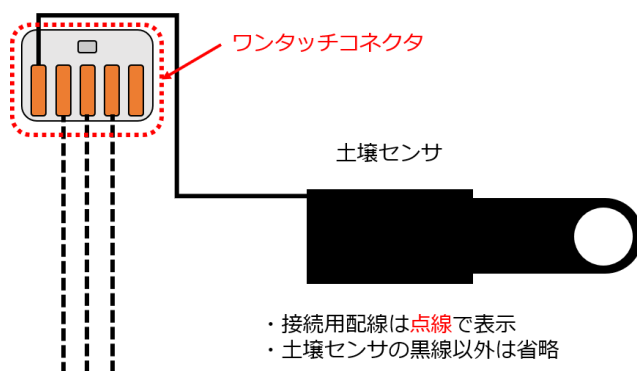 ワンタッチコネクタ
土壌センサ
・接続用配線は点線で表示
・土壌センサの黒線以外は省略